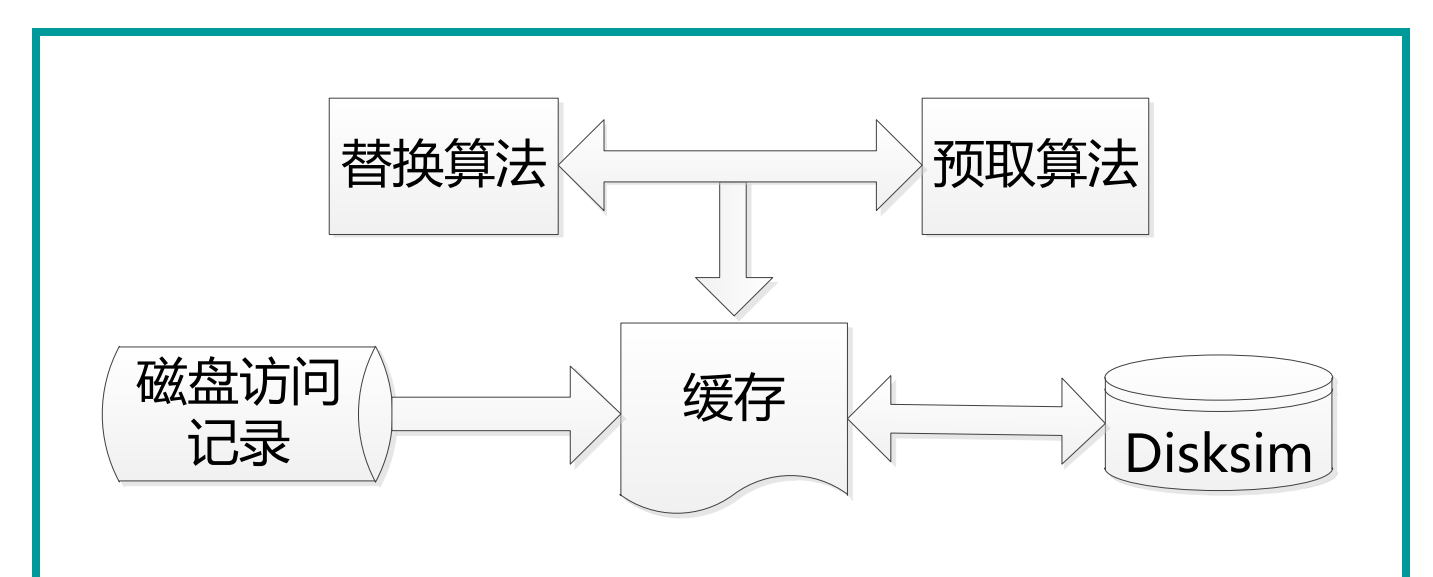 替换算法
预取算法
磁盘访问
记录
缓存
Disksim